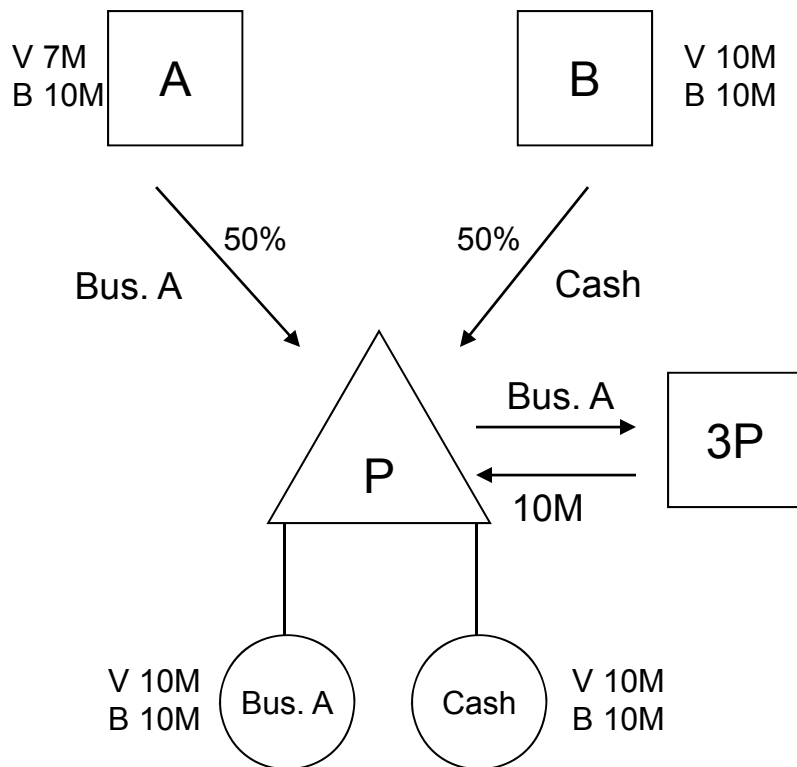 V 7M
B 10M
A
B
V 10M
B 10M
50%
50%
Bus. A
Cash
Bus. A
3P
P
10M
V 10M
B 10M
Bus. A
Cash
V 10M
B 10M